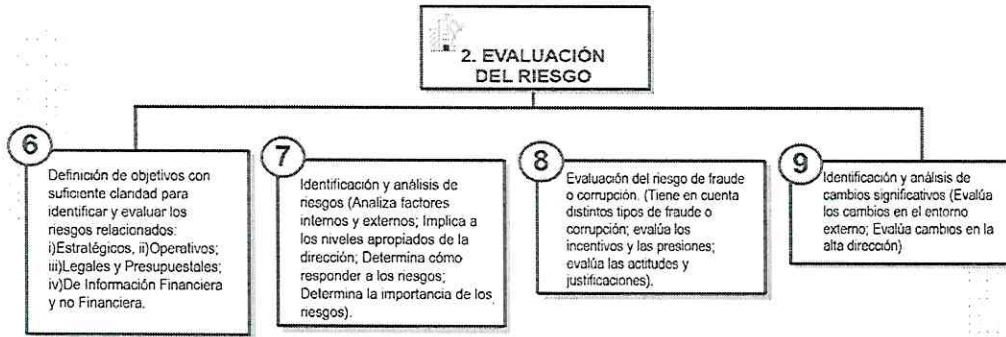 2. EVALUACIÓN
DEL RIESGO
6
Definición de objetivos con
suficiente claridad para
identificar y evaluar los
riesgos relacionados:
i)Estratégicos, ii)Operativos;
iii)Legales y Presupuestales;
iv)De Información Financiera
y no Financiera.
7
Identificación y análisis de
riesgos (Analiza factores
internos y externos; Implica a
los niveles apropiados de la
dirección; Determina cómo
responder a los riesgos;
Determina la importancia de los
riesgos).
8
Evaluación del riesgo de fraude
o corrupción. (Tiene en cuenta
distintos tipos de fraude o
corrupción; evalúa los
incentivos y las presiones;
evalúa las actitudes y
justificaciones).
9
Identificación y análisis de
cambios significativos (Evalúa
los cambios en el entorno
externo; Evalúa cambios en la
alta dirección)